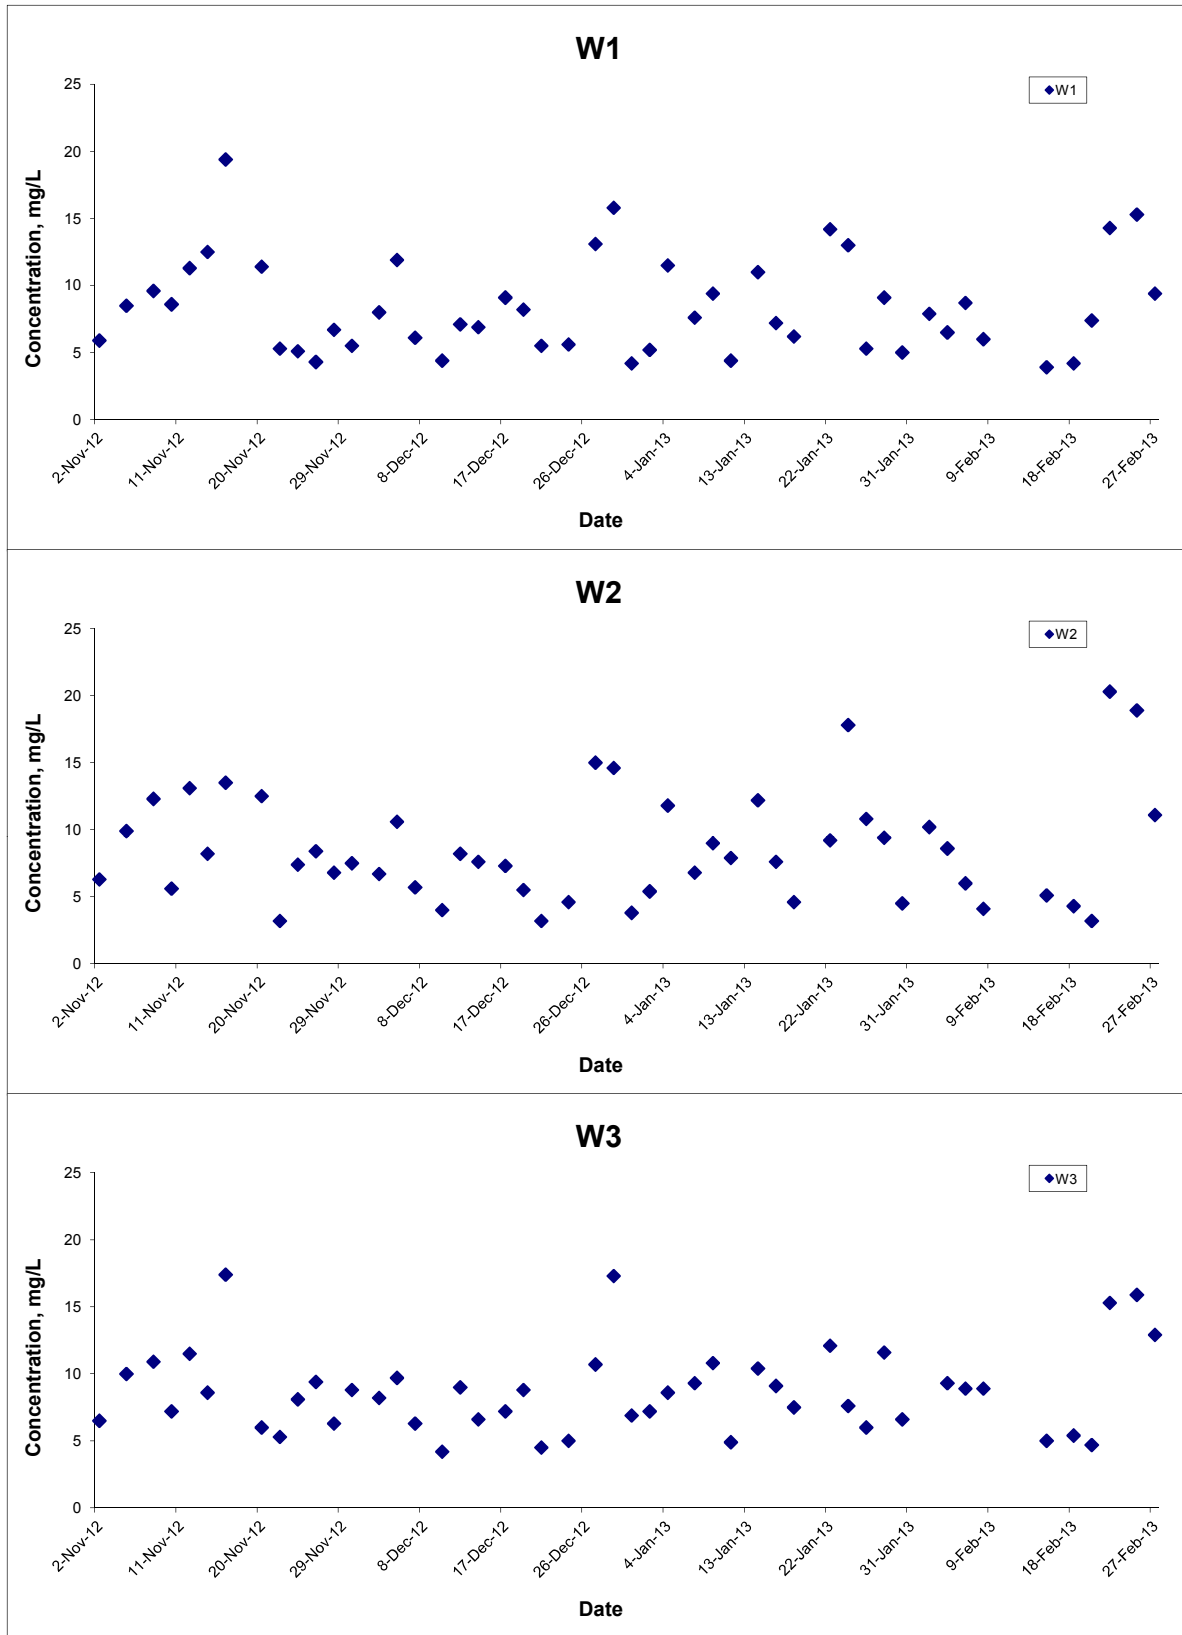 W1
W1
25
20
15
10
5
0
Concentration, mg/L
2-Nov-12 11-Nov-12 20-Nov-12 29-Nov-12 8-Dec-12 17-Dec-12 26-Dec-12 4-Jan-13 13-Jan-13 22-Jan-13 31-Jan-13 9-Feb-13 18-Feb-13 27-Feb-13
Date
W2
W2
25
20
15
10
5
0
Concentration, mg/L
2-Nov-12 11-Nov-12 20-Nov-12 29-Nov-12 8-Dec-12 17-Dec-12 26-Dec-12 4-Jan-13 13-Jan-13 22-Jan-13 31-Jan-13 9-Feb-13 18-Feb-13 27-Feb-13
Date
W3
W3
25
20
15
10
5
0
Concentration, mg/L
2-Nov-12 11-Nov-12 20-Nov-12 29-Nov-12 8-Dec-12 17-Dec-12 26-Dec-12 4-Jan-13 13-Jan-13 22-Jan-13 31-Jan-13 9-Feb-13 18-Feb-13 27-Feb-13
Date